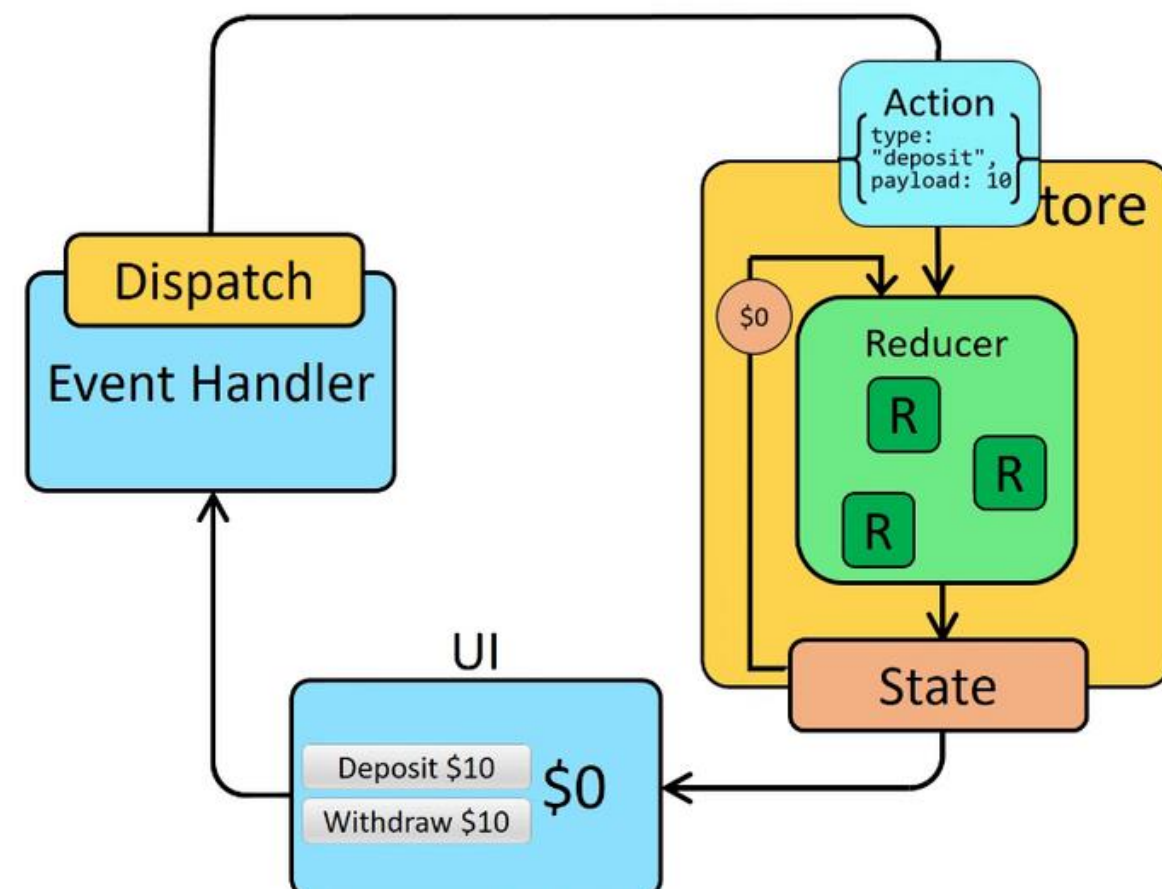 Action
type:
"deposit",
payload: 10
tore
Dispatch
Event Handler
$0
Reducer
R
R
R
State
UI
Deposit $10
$0
Withdraw $10